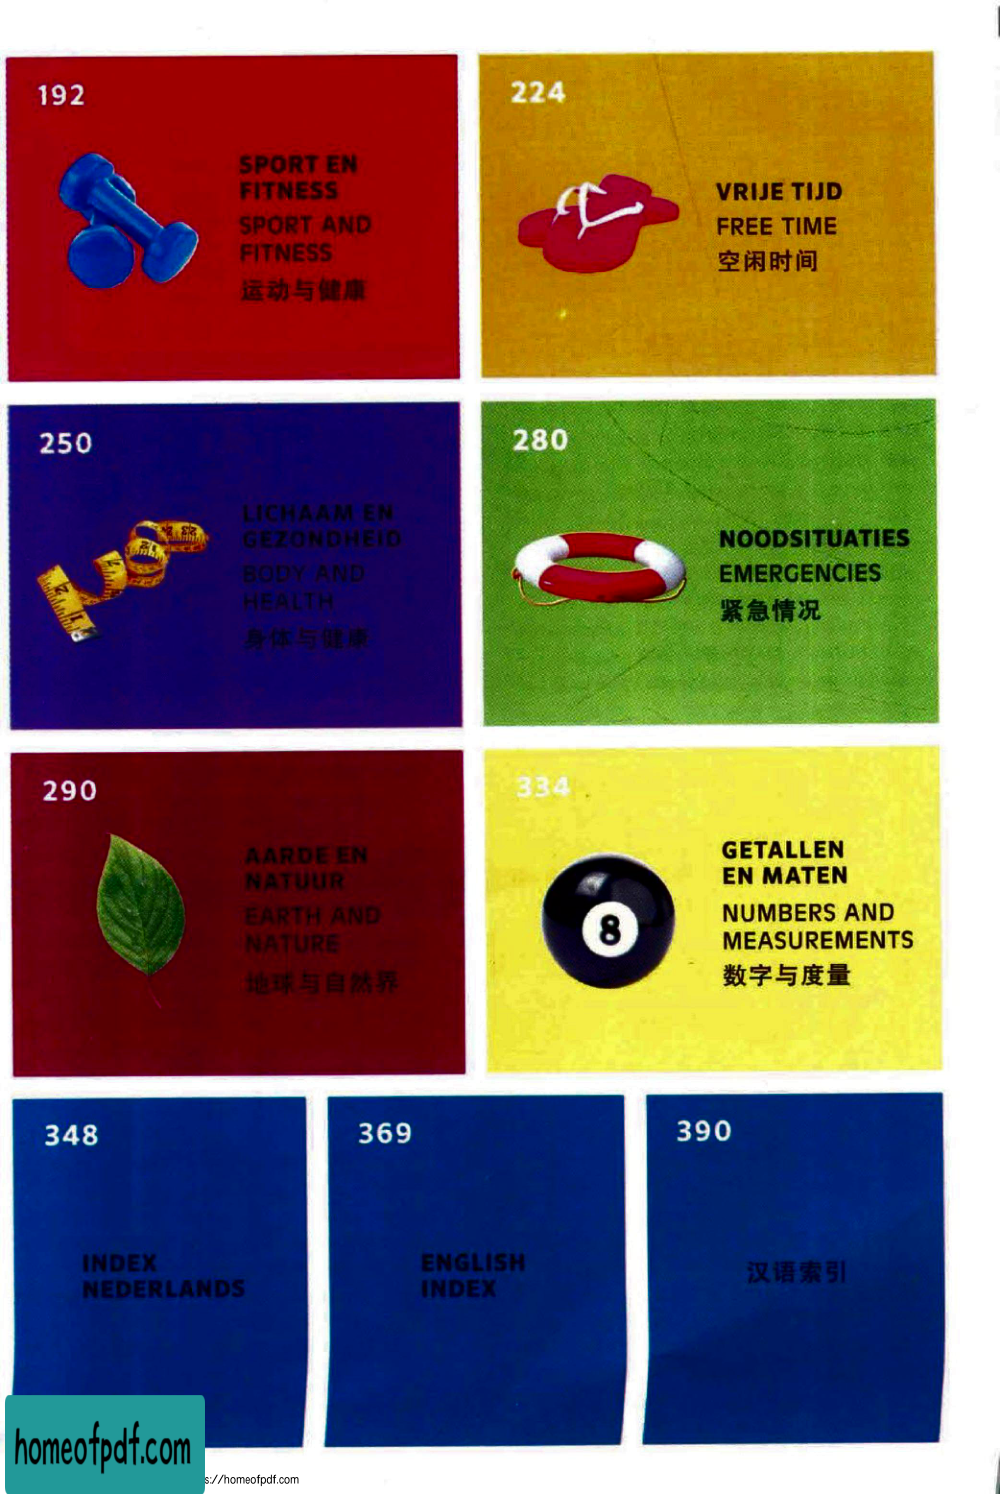 192
SPORT EN
FITNESS
SPORT AND
FITNESS
运动与健康
224
VRIJE TIJD
FREE TIME
空闲时间
250
LICHAAM EN
GEZONDHEID
BODY AND
HEALTH
身体与健康
280
NOODSITUATIES
EMERGENCIES
紧急情况
290
AARDE EN
NATUUR
EARTH AND
NATURE
地球与自然界
334
8
GETALLEN
EN MATEN
NUMBERS AND
MEASUREMENTS
数字与度量
348
INDEX
NEDERLANDS
369
ENGLISH
INDEX
390
汉语索引
homeofpdf.com
s://homeofpdf.com